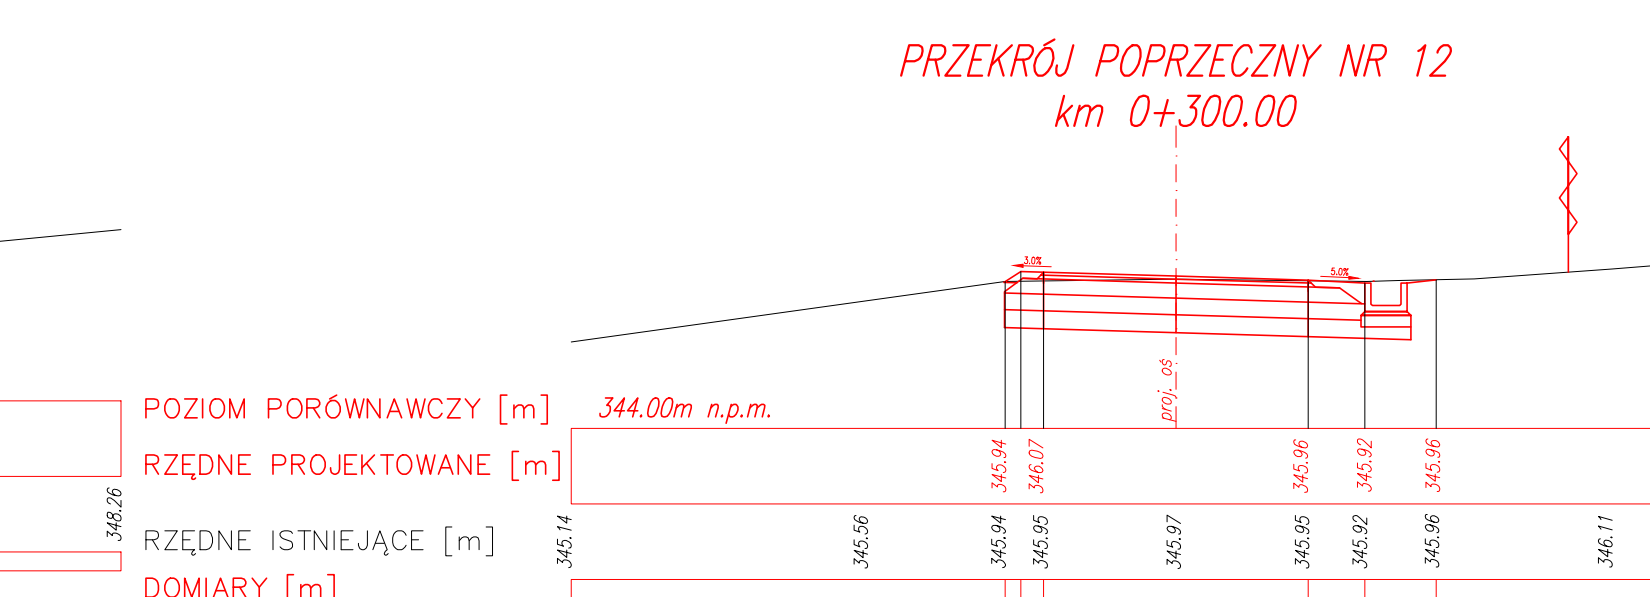 PRZEKRÓJ POPRZECZNY NR 12
km 0+300.00
3.0%
5.0%
proj. oś
POZIOM PORÓWNAWCZY [m] 344.00m n.p.m.
RZĘDNE PROJEKTOWANE [m] 345.94 346.07 345.96 345.92 345.96
348.26
RZĘDNE ISTNIEJĄCE [m] 345.14 345.56 345.94 345.95 345.97 345.95 345.92 345.96 346.11
DOMIARY [m]